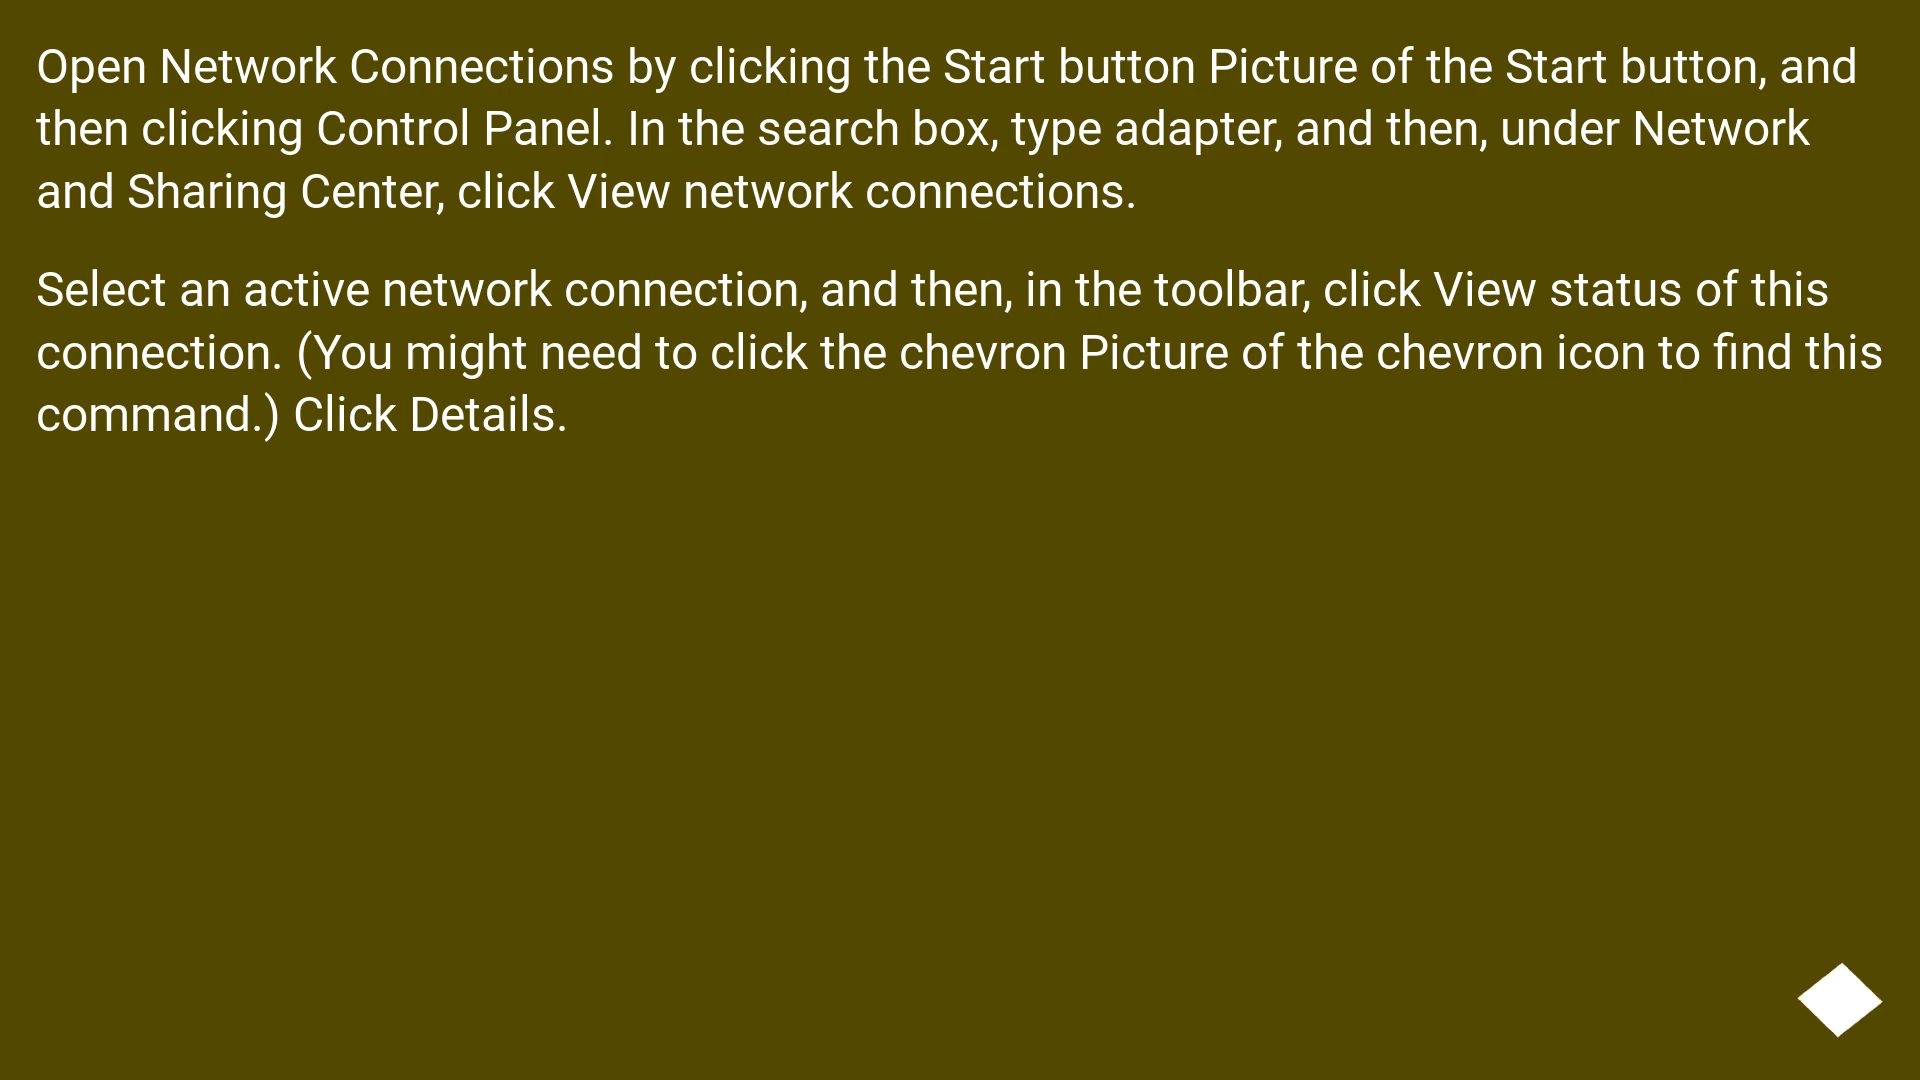 Open Network Connections by clicking the Start button Picture of the Start button, and
then clicking Control Panel. In the search box, type adapter, and then, under Network
and Sharing Center, click View network connections.
Select an active network connection, and then, in the toolbar, click View status of this
connection. (You might need to click the chevron Picture of the chevron icon to find this
command.) Click Details.